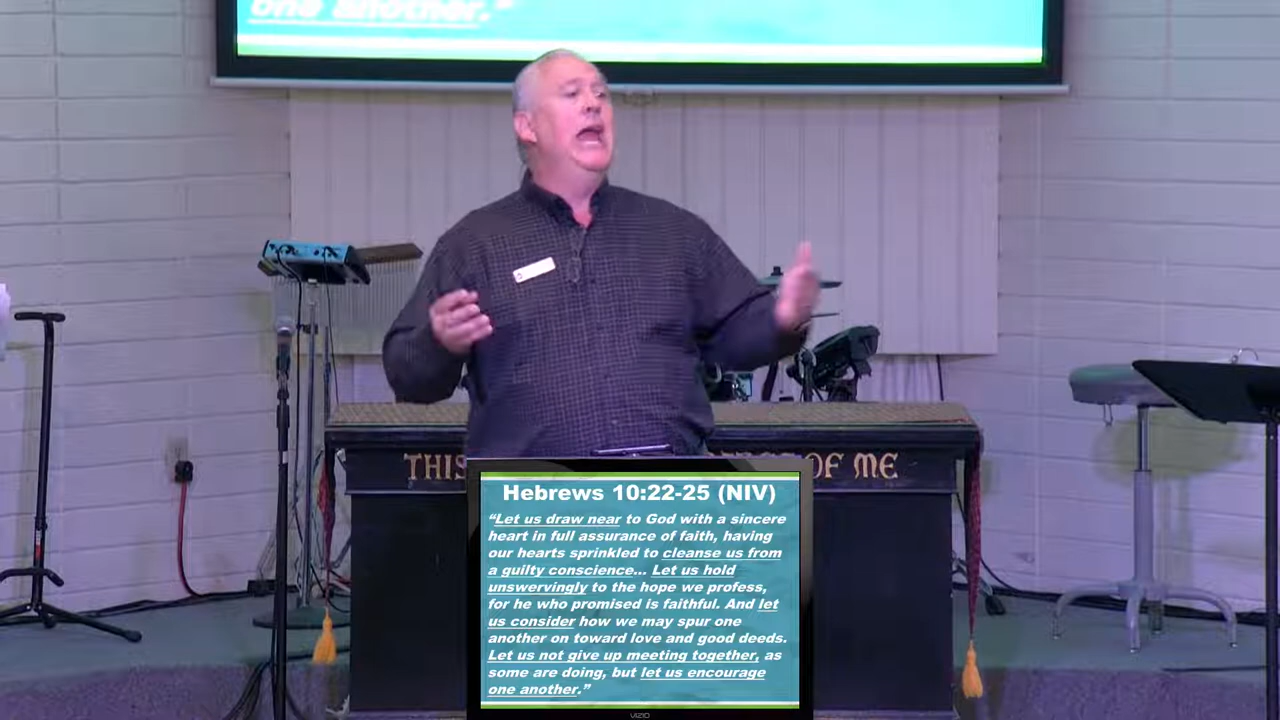 one another.”
THIS
OF ME
Hebrews 10:22-25 (NIV)
“Let us draw near to God with a sincere
heart in full assurance of faith, having
our hearts sprinkled to cleanse us from
a guilty conscience... Let us hold
unswervingly to the hope we profess,
for he who promised is faithful. And let
us consider how we may spur one
another on toward love and good deeds.
Let us not give up meeting together, as
some are doing, but let us encourage
one another.”
VIZIO